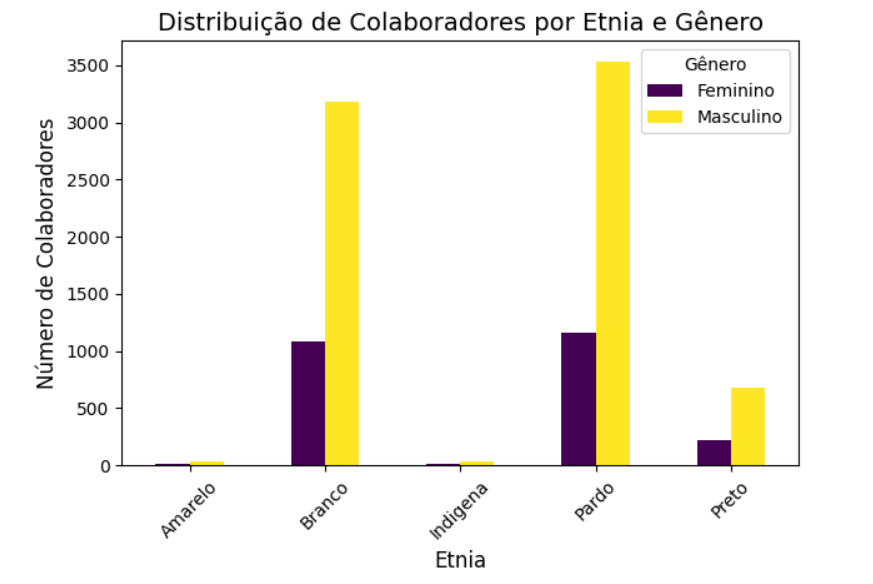 Distribuição de Colaboradores por Etnia e Gênero
Número de Colaboradores
3500
3000
2500
2000
1500
1000
500
0
Gênero
Feminino
Masculino
Amarelo
Branco
Indigena
Pardo
Preto
Etnia